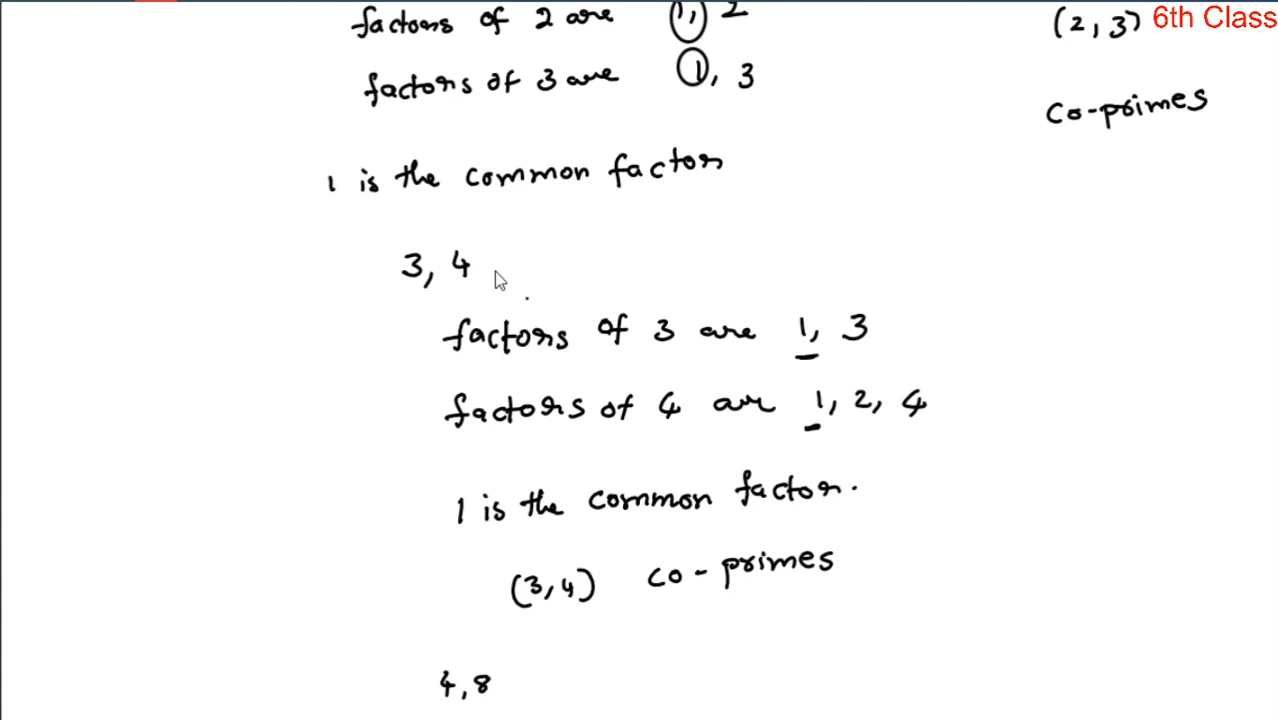 factors of 2 are 1, 2
(2, 3) 6th Class
factors of 3 are 1, 3
co-primes
1 is the common factor
3, 4
factors of 3 are 1, 3
factors of 4 are 1, 2, 4
1 is the common factor.
(3, 4) co-primes
4, 8